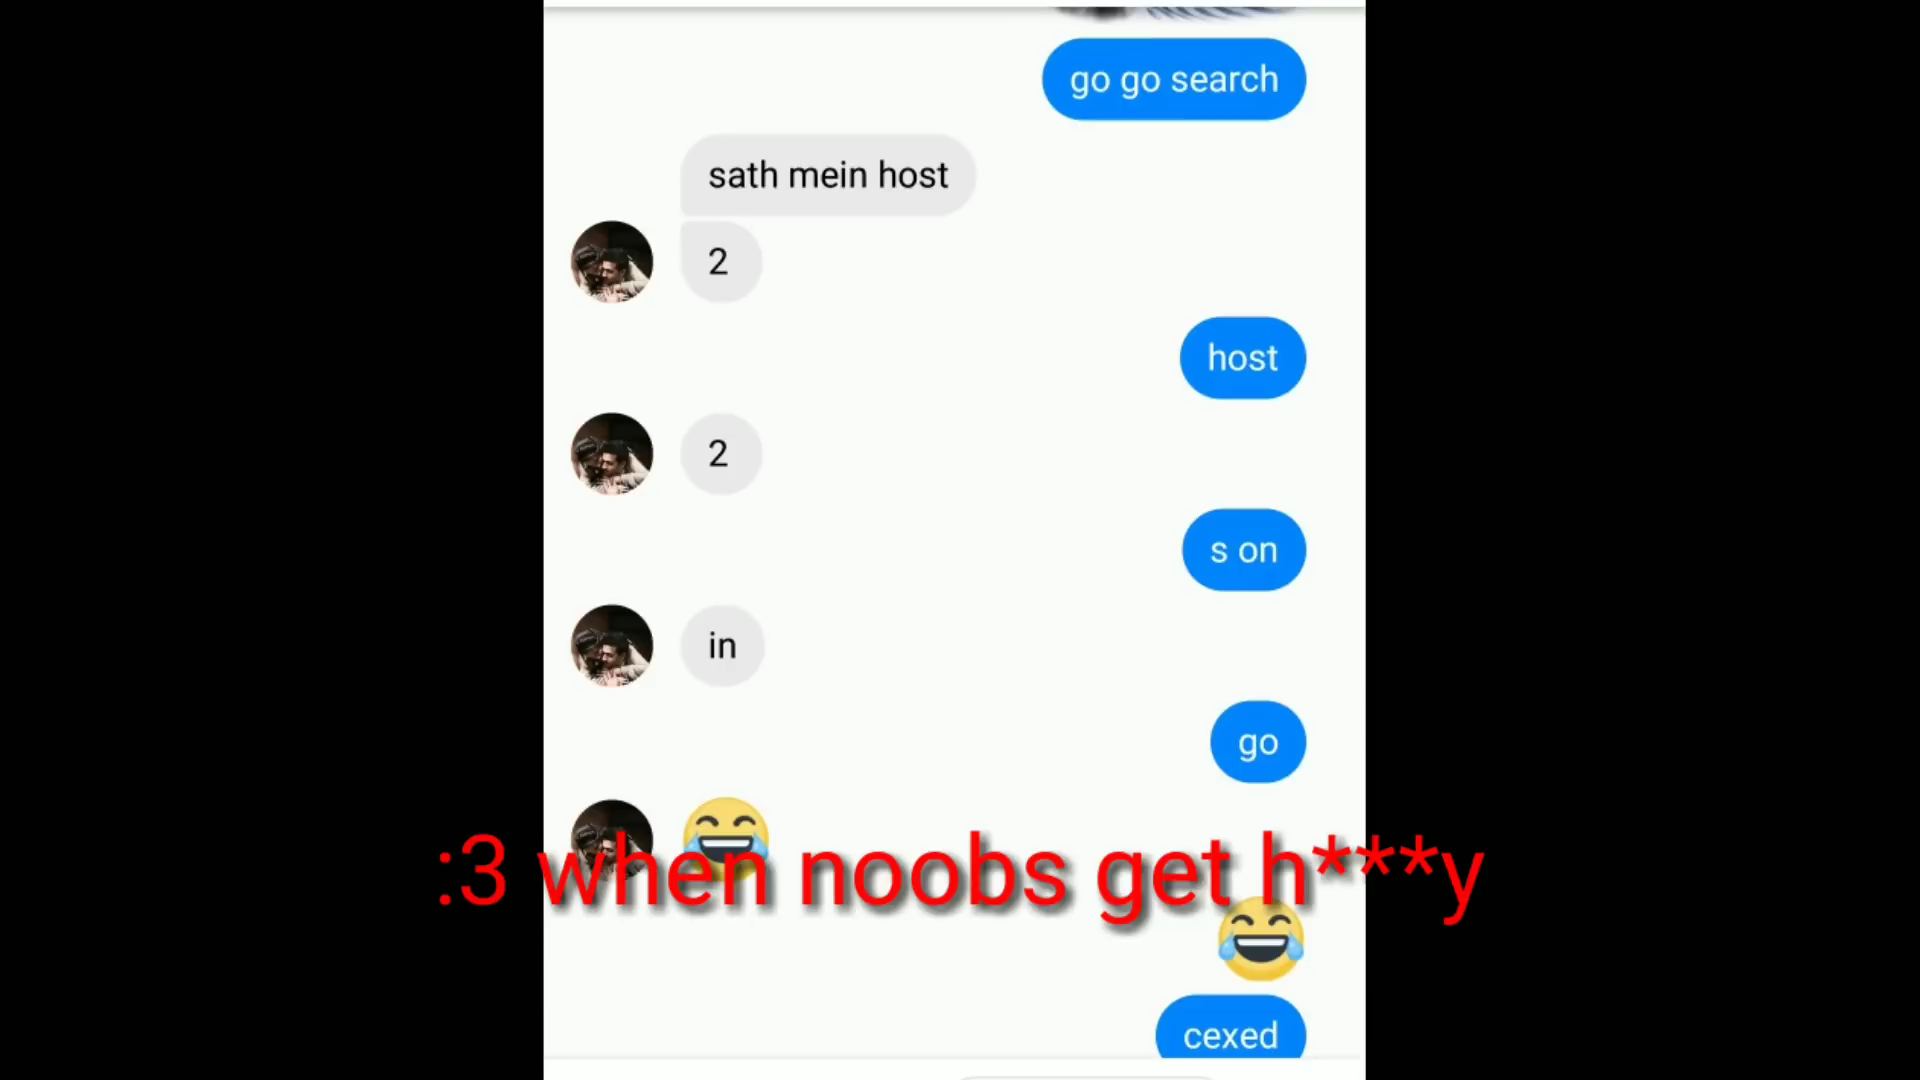 go go search
sath mein host
2
host
2
s on
in
go
:3 when noobs get h***y
cexed